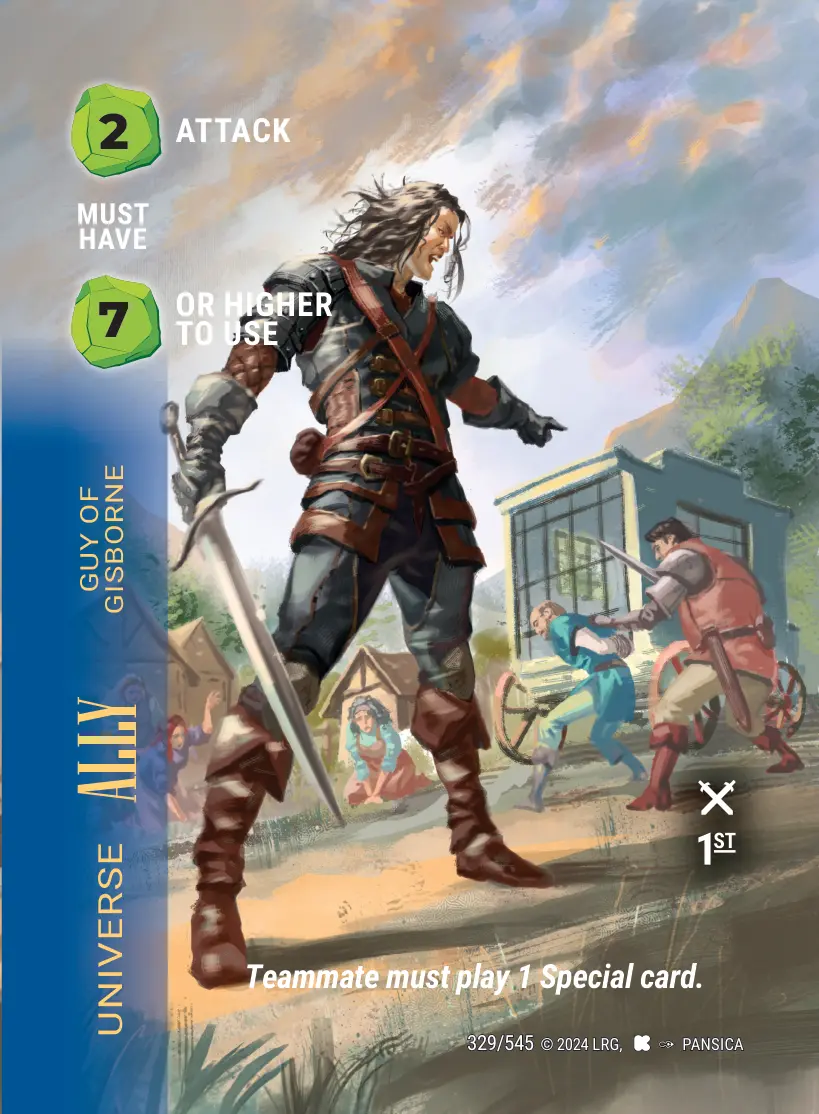 2 ATTACK
MUST
HAVE
7 OR HIGHER
TO USE
GUY OF
GISBORNE
ALLY
UNIVERSE
1ST
Teammate must play 1 Special card.
329/545 © 2024 LRG, PANSICA